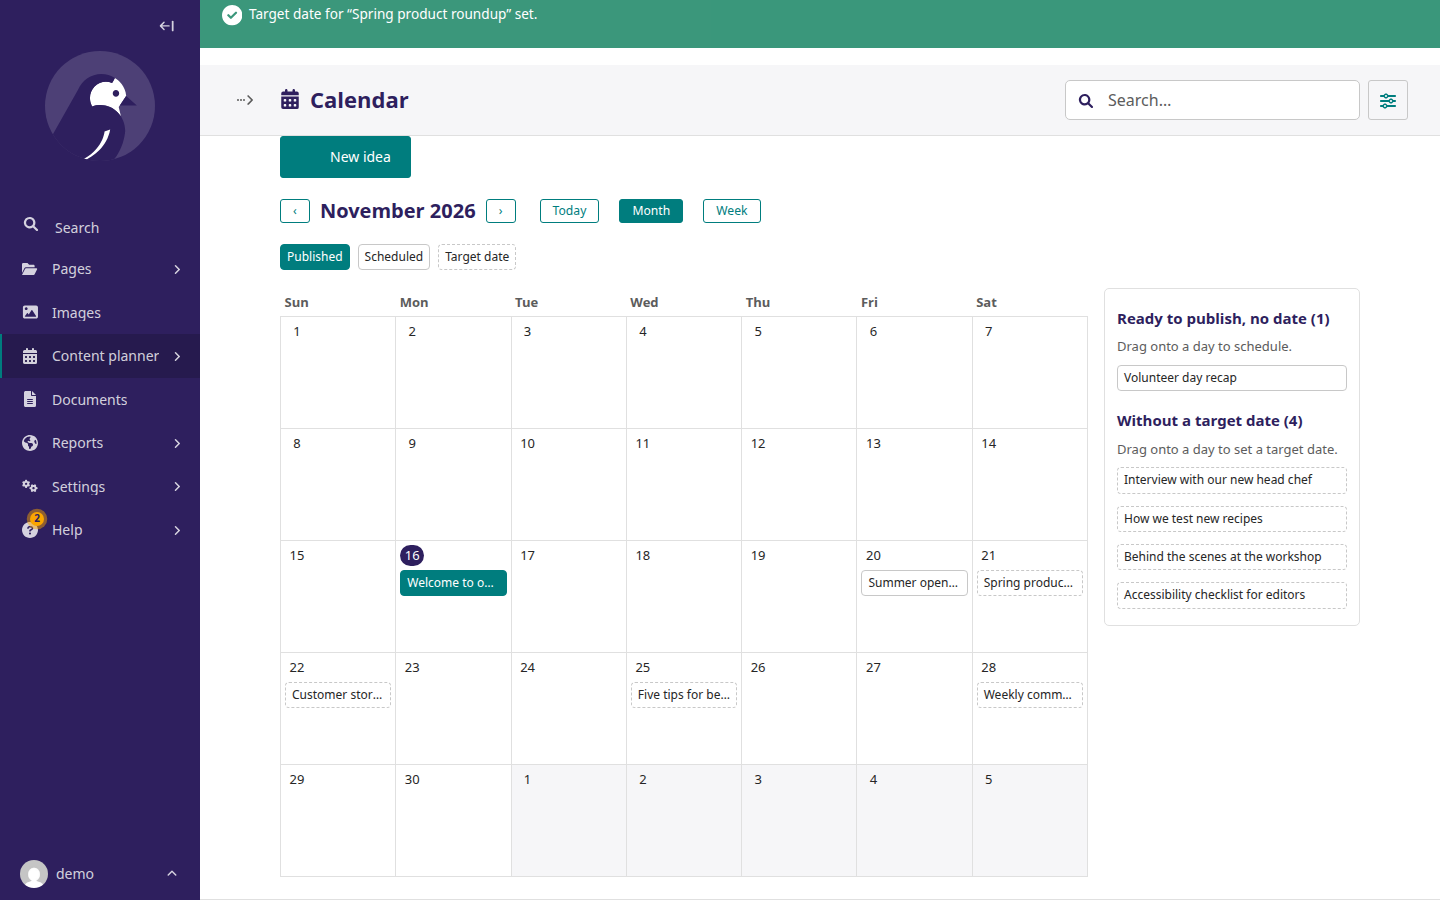 Target date for “Spring product roundup” set.
Calendar
Search…
New idea
‹ November 2026 › Today Month Week
Published Scheduled Target date
Search
Pages
Images
Content planner
Documents
Reports
Settings
2
Help
demo
Sun Mon Tue Wed Thu Fri Sat
1 2 3 4 5 6 7
8 9 10 11 12 13 14
15 16 17 18 19 20 21
Welcome to o… Summer open… Spring produc…
22 23 24 25 26 27 28
Customer stor… Five tips for be… Weekly comm…
29 30 1 2 3 4 5
Ready to publish, no date (1)
Drag onto a day to schedule.
Volunteer day recap
Without a target date (4)
Drag onto a day to set a target date.
Interview with our new head chef
How we test new recipes
Behind the scenes at the workshop
Accessibility checklist for editors